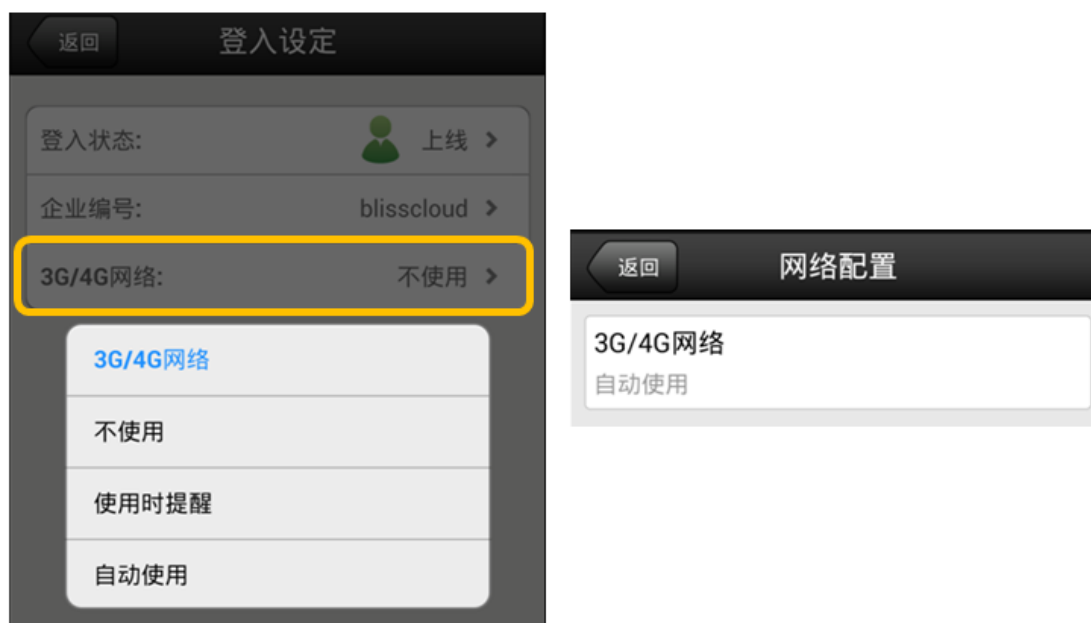 返回 登入设定
登入状态: 上线
企业编号: blisscloud
3G/4G网络: 不使用
3G/4G网络
不使用
使用时提醒
自动使用
返回 网络配置
3G/4G网络
自动使用